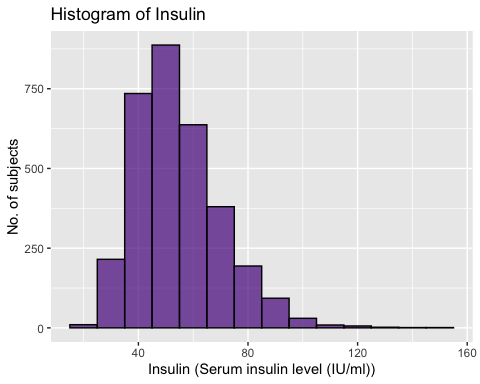 Histogram of Insulin
No. of subjects
750
500
250
0
40
80
120
160
Insulin (Serum insulin level (IU/ml))